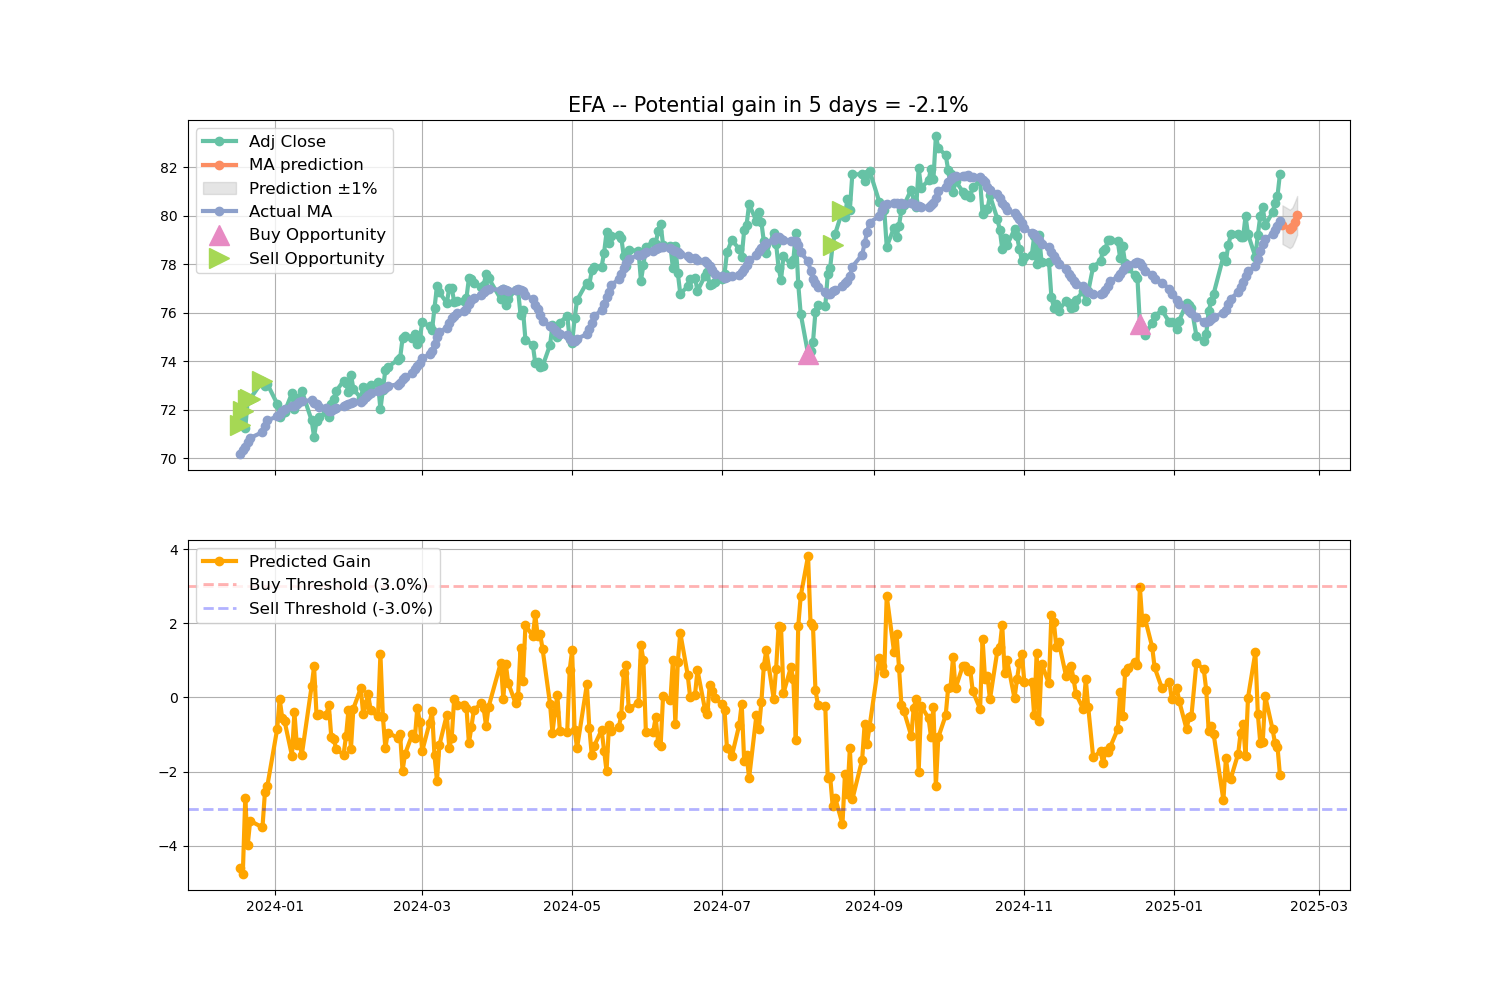 EFA -- Potential gain in 5 days = -2.1%
Adj Close
MA prediction
Prediction ±1%
Actual MA
Buy Opportunity
Sell Opportunity
82
80
78
76
74
72
70
Predicted Gain
Buy Threshold (3.0%)
Sell Threshold (-3.0%)
4
2
0
−2
−4
2024-01 2024-03 2024-05 2024-07 2024-09 2024-11 2025-01 2025-03